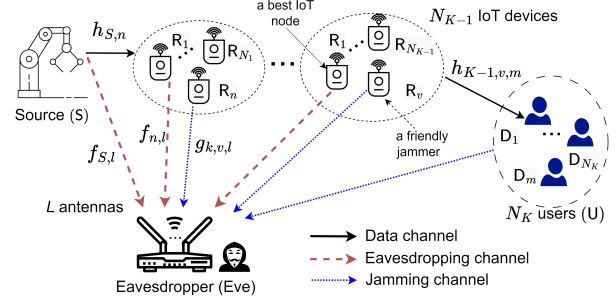 a best IoT
node
N_{K-1} IoT devices
h_{S,n}
R_1
R_{N_1}
R_n
...
R_1
R_{N_{K-1}}
R_v
h_{K-1,v,m}
Source (S)
a friendly
jammer
D_1
...
D_{N_K}
D_m
f_{S,l}
f_{n,l}
g_{k,v,l}
L antennas
N_K users (U)
Data channel
Eavesdropping channel
Jamming channel
Eavesdropper (Eve)